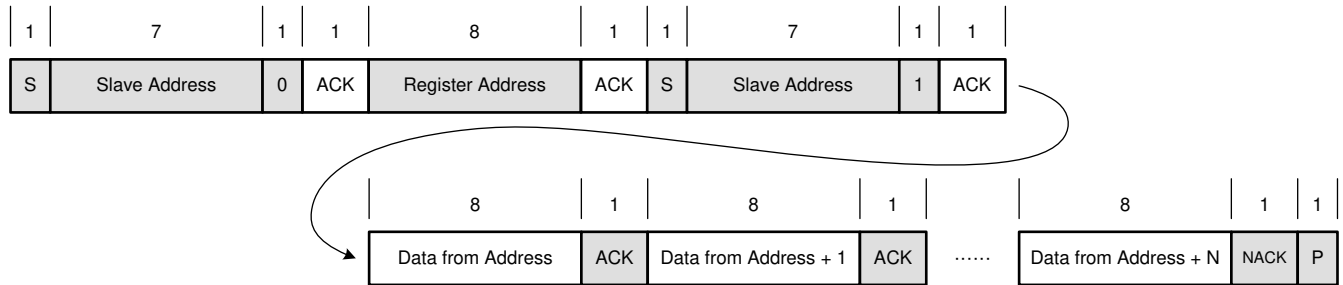 1 7 1 1 8 1 1 7 1 1
S Slave Address 0 ACK Register Address ACK S Slave Address 1 ACK
8 1 8 1 8 1 1
Data from Address ACK Data from Address + 1 ACK ...... Data from Address + N NACK P